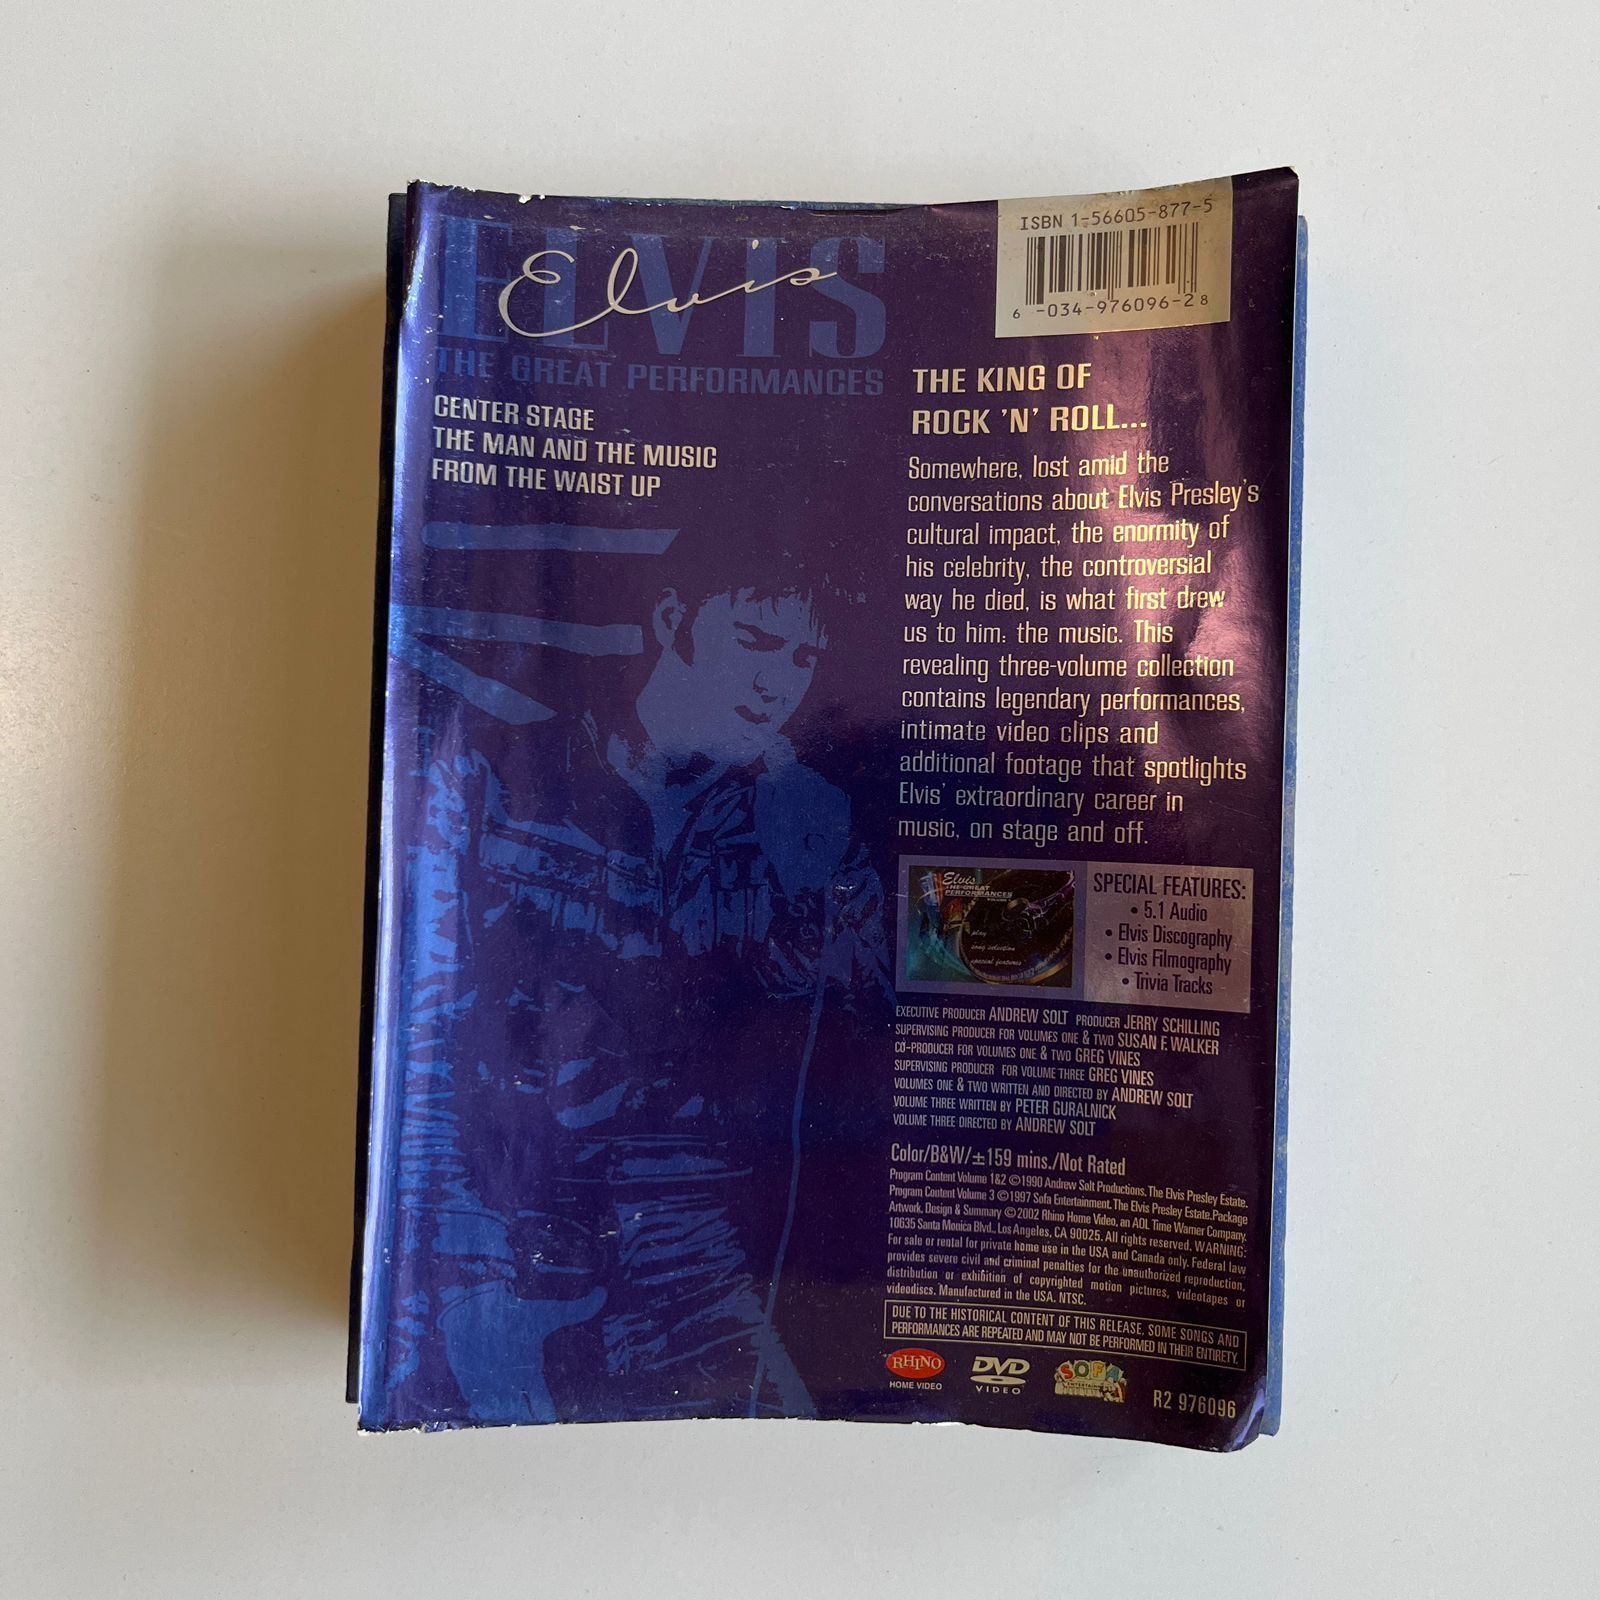 ELVIS
Elvis
THE GREAT PERFORMANCES
CENTER STAGE
THE MAN AND THE MUSIC
FROM THE WAIST UP
ISBN 1-56605-877-5
6 -034-976096-2 8
THE KING OF
ROCK 'N' ROLL...
Somewhere, lost amid the
conversations about Elvis Presley's
cultural impact, the enormity of
his celebrity, the controversial
way he died, is what first drew
us to him: the music. This
revealing three-volume collection
contains legendary performances,
intimate video clips and
additional footage that spotlights
Elvis' extraordinary career in
music, on stage and off.
Elvis
THE GREAT
PERFORMANCES
play
song selection
special features
SPECIAL FEATURES:
• 5.1 Audio
• Elvis Discography
• Elvis Filmography
• Trivia Tracks
EXECUTIVE PRODUCER ANDREW SOLT PRODUCER JERRY SCHILLING
SUPERVISING PRODUCER FOR VOLUMES ONE & TWO SUSAN F. WALKER
CO-PRODUCER FOR VOLUMES ONE & TWO GREG VINES
SUPERVISING PRODUCER FOR VOLUME THREE GREG VINES
VOLUMES ONE & TWO WRITTEN AND DIRECTED BY ANDREW SOLT
VOLUME THREE WRITTEN BY PETER GURALNICK
VOLUME THREE DIRECTED BY ANDREW SOLT
Color/B&W/±159 mins./Not Rated
Program Content Volume 1&2 ©1990 Andrew Solt Productions, The Elvis Presley Estate.
Program Content Volume 3 ©1997 Sofa Entertainment, The Elvis Presley Estate. Package
Artwork, Design & Summary ©2002 Rhino Home Video, an AOL Time Warner Company.
10635 Santa Monica Blvd., Los Angeles, CA 90025. All rights reserved. WARNING:
For sale or rental for private home use in the USA and Canada only. Federal law
provides severe civil and criminal penalties for the unauthorized reproduction,
distribution or exhibition of copyrighted motion pictures, videotapes or
videodiscs. Manufactured in the USA. NTSC.
DUE TO THE HISTORICAL CONTENT OF THIS RELEASE, SOME SONGS AND
PERFORMANCES ARE REPEATED AND MAY NOT BE PERFORMED IN THEIR ENTIRETY.
RHINO
HOME VIDEO
DVD
VIDEO
SOFA
ENTERTAINMENT
R2 976096